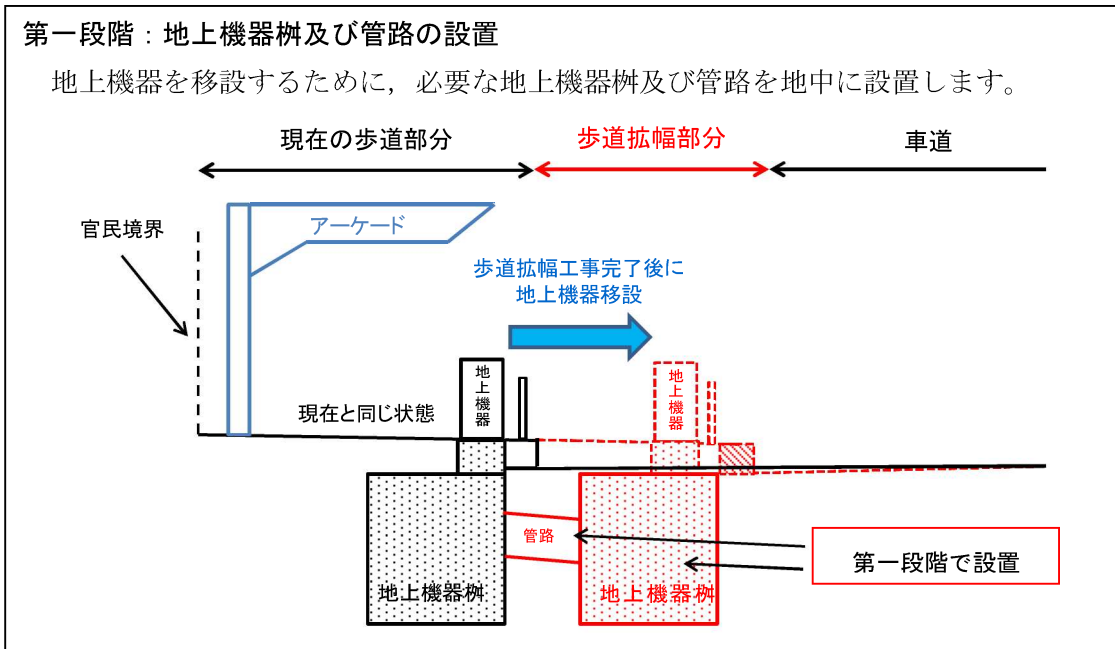 第一段階：地上機器桝及び管路の設置
地上機器を移設するために，必要な地上機器桝及び管路を地中に設置します。
現在の歩道部分
歩道拡幅部分
車道
官民境界
アーケード
歩道拡幅工事完了後に
地上機器移設
地上機器
地上機器
現在と同じ状態
管路
第一段階で設置
地上機器桝
地上機器桝